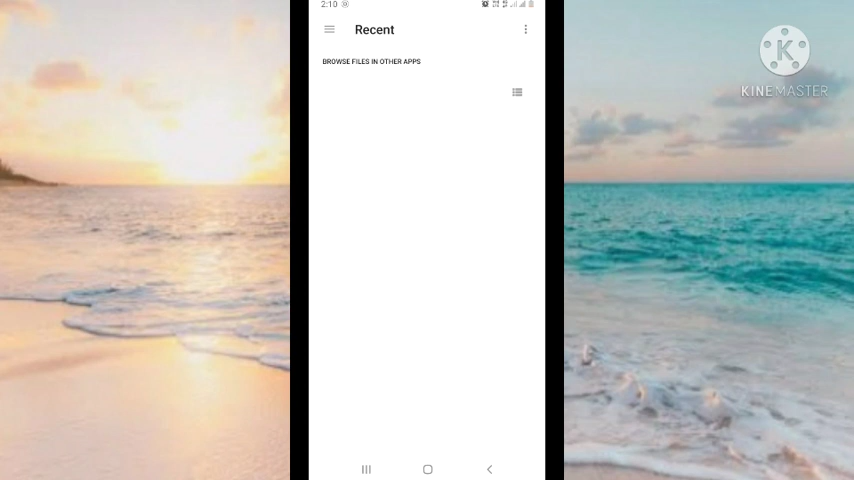 2:10
Recent
BROWSE FILES IN OTHER APPS
K
KINEMASTER